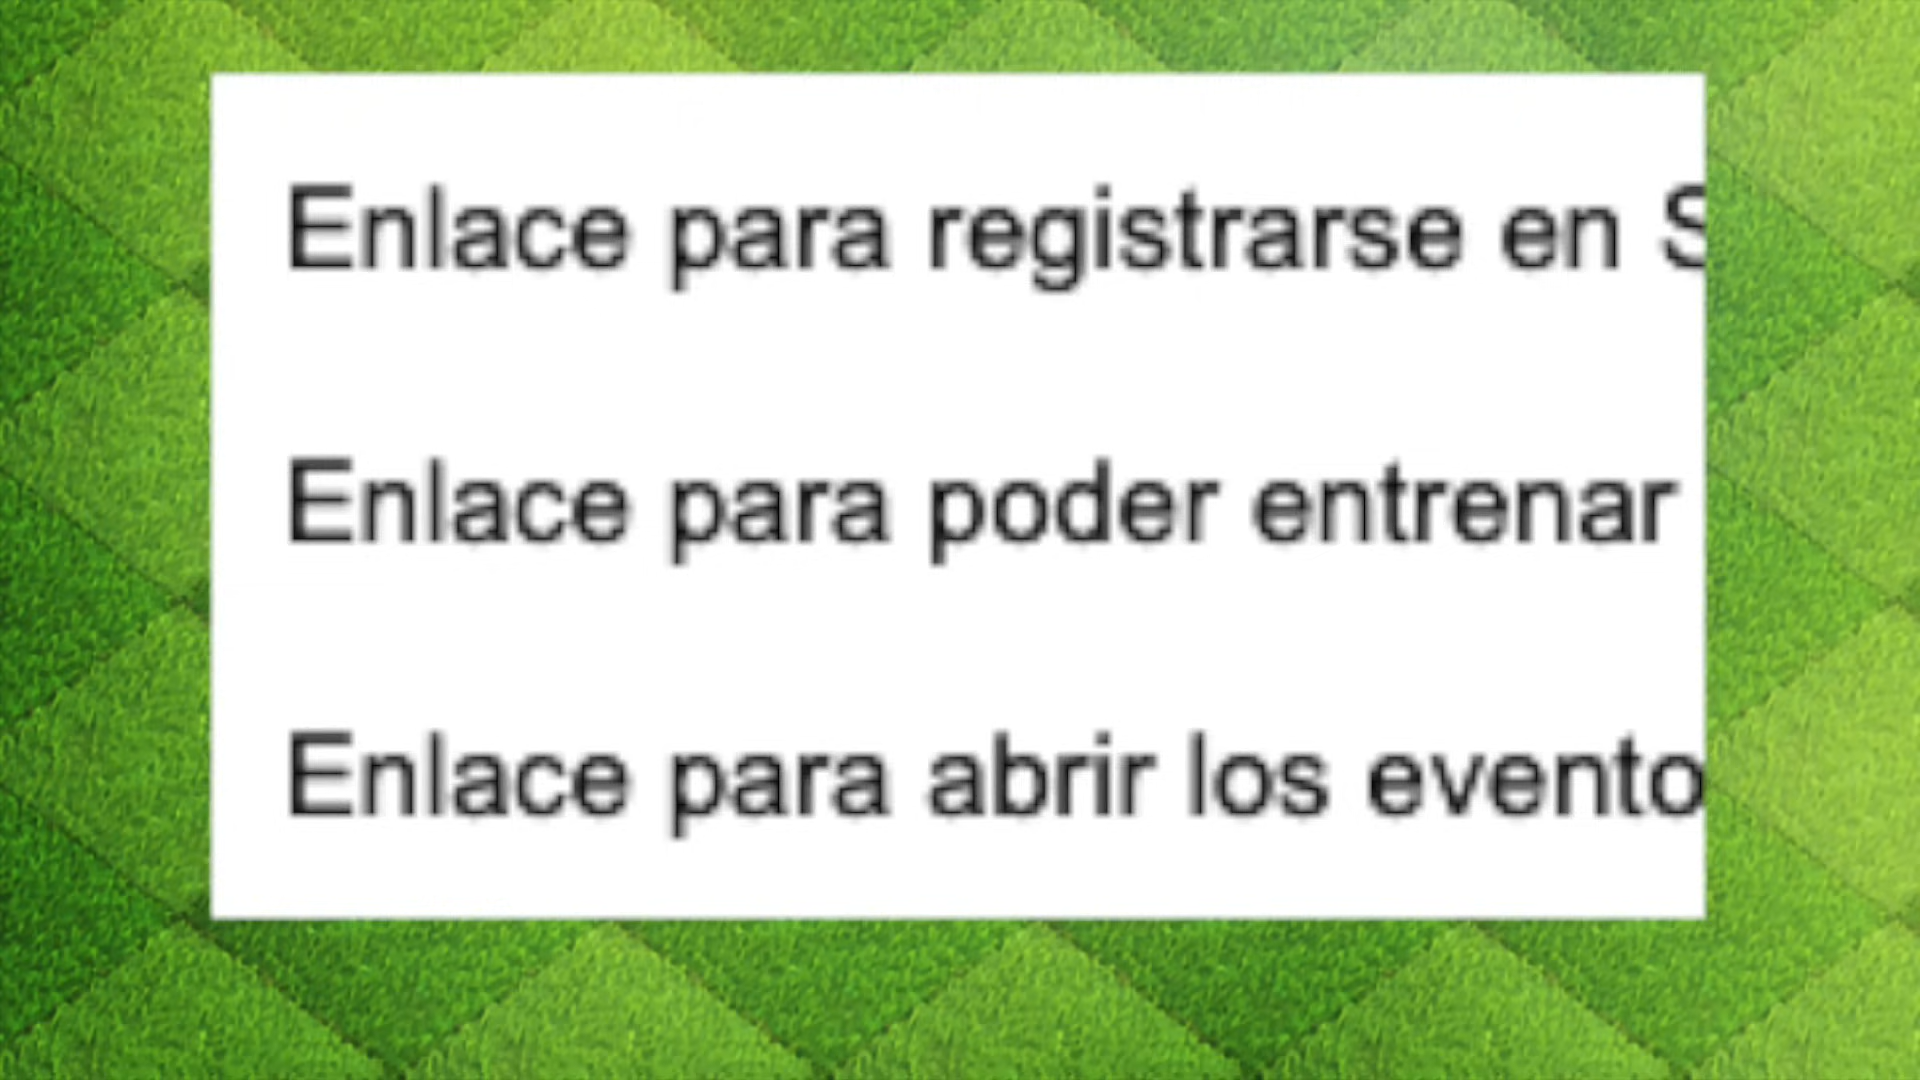 Enlace para registrarse en
Enlace para poder entrenar
Enlace para abrir los evento